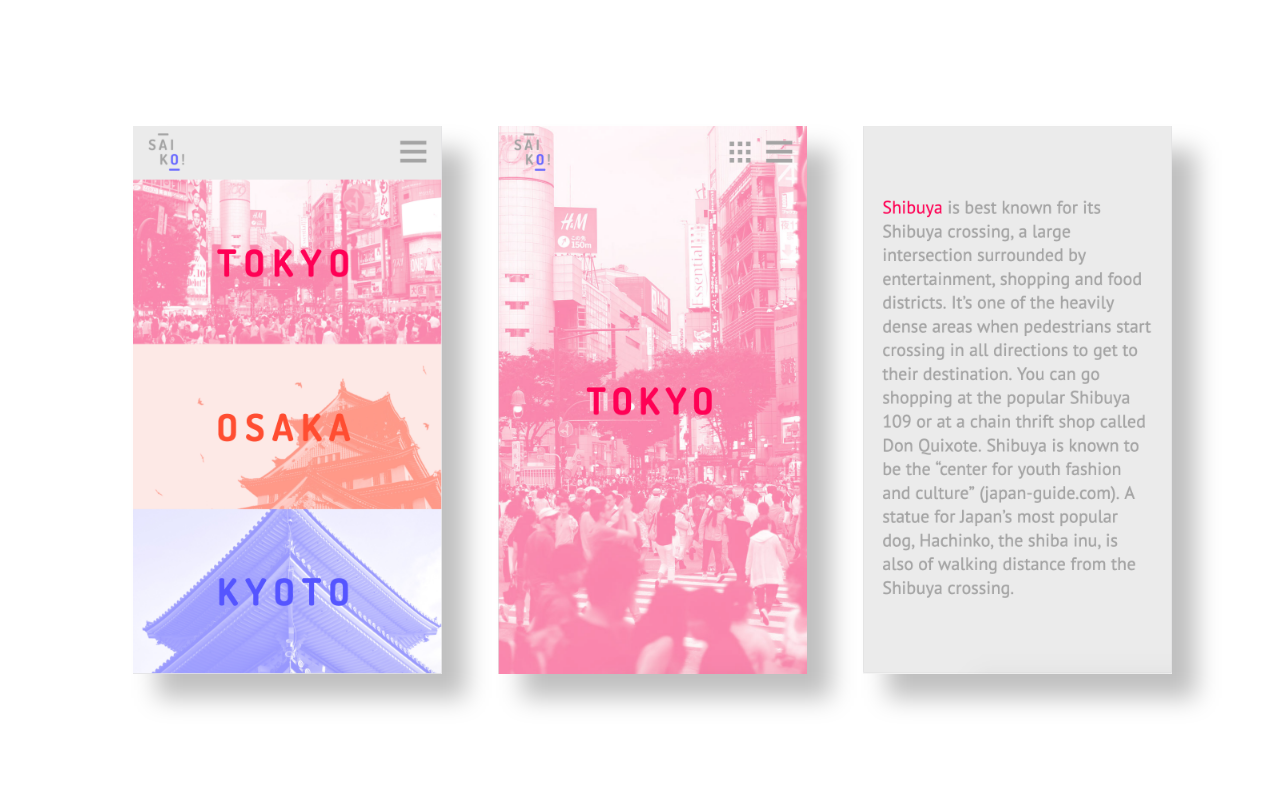 SAI
KO!
TOKYO
OSAKA
KYOTO
SAI
KO!
H&M
150m
Essential
TOKYO
Shibuya is best known for its
Shibuya crossing, a large
intersection surrounded by
entertainment, shopping and food
districts. It's one of the heavily
dense areas when pedestrians start
crossing in all directions to get to
their destination. You can go
shopping at the popular Shibuya
109 or at a chain thrift shop called
Don Quixote. Shibuya is known to
be the “center for youth fashion
and culture” (japan-guide.com). A
statue for Japan's most popular
dog, Hachinko, the shiba inu, is
also of walking distance from the
Shibuya crossing.